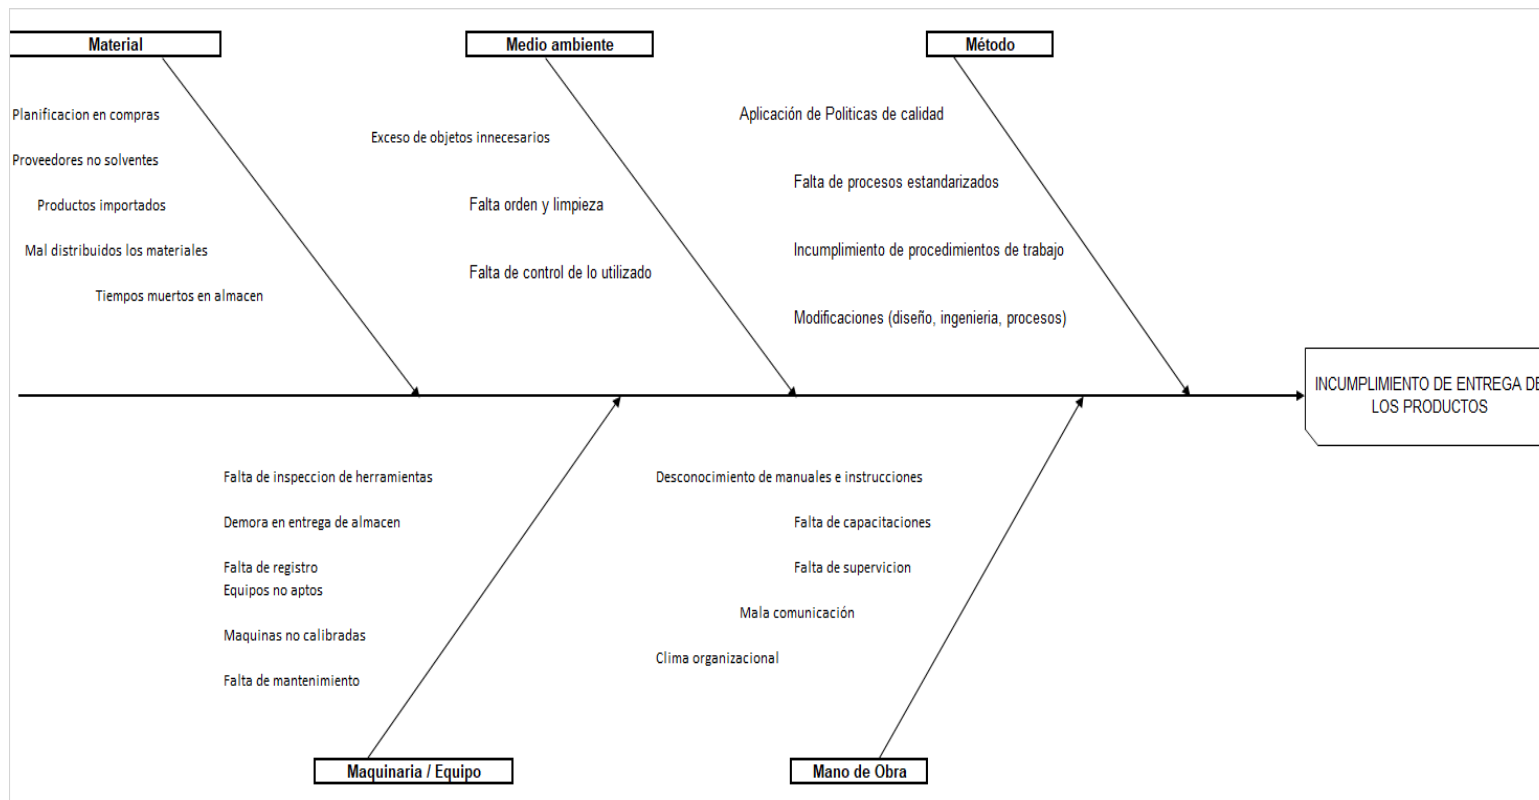 Material
Medio ambiente
Método
Planificacion en compras
Proveedores no solventes
Productos importados
Mal distribuidos los materiales
Tiempos muertos en almacen
Exceso de objetos innecesarios
Falta orden y limpieza
Falta de control de lo utilizado
Aplicación de Politicas de calidad
Falta de procesos estandarizados
Incumplimiento de procedimientos de trabajo
Modificaciones (diseño, ingenieria, procesos)
INCUMPLIMIENTO DE ENTREGA DE
LOS PRODUCTOS
Falta de inspeccion de herramientas
Demora en entrega de almacen
Falta de registro
Equipos no aptos
Maquinas no calibradas
Falta de mantenimiento
Desconocimiento de manuales e instrucciones
Falta de capacitaciones
Falta de supervicion
Mala comunicación
Clima organizacional
Maquinaria / Equipo
Mano de Obra